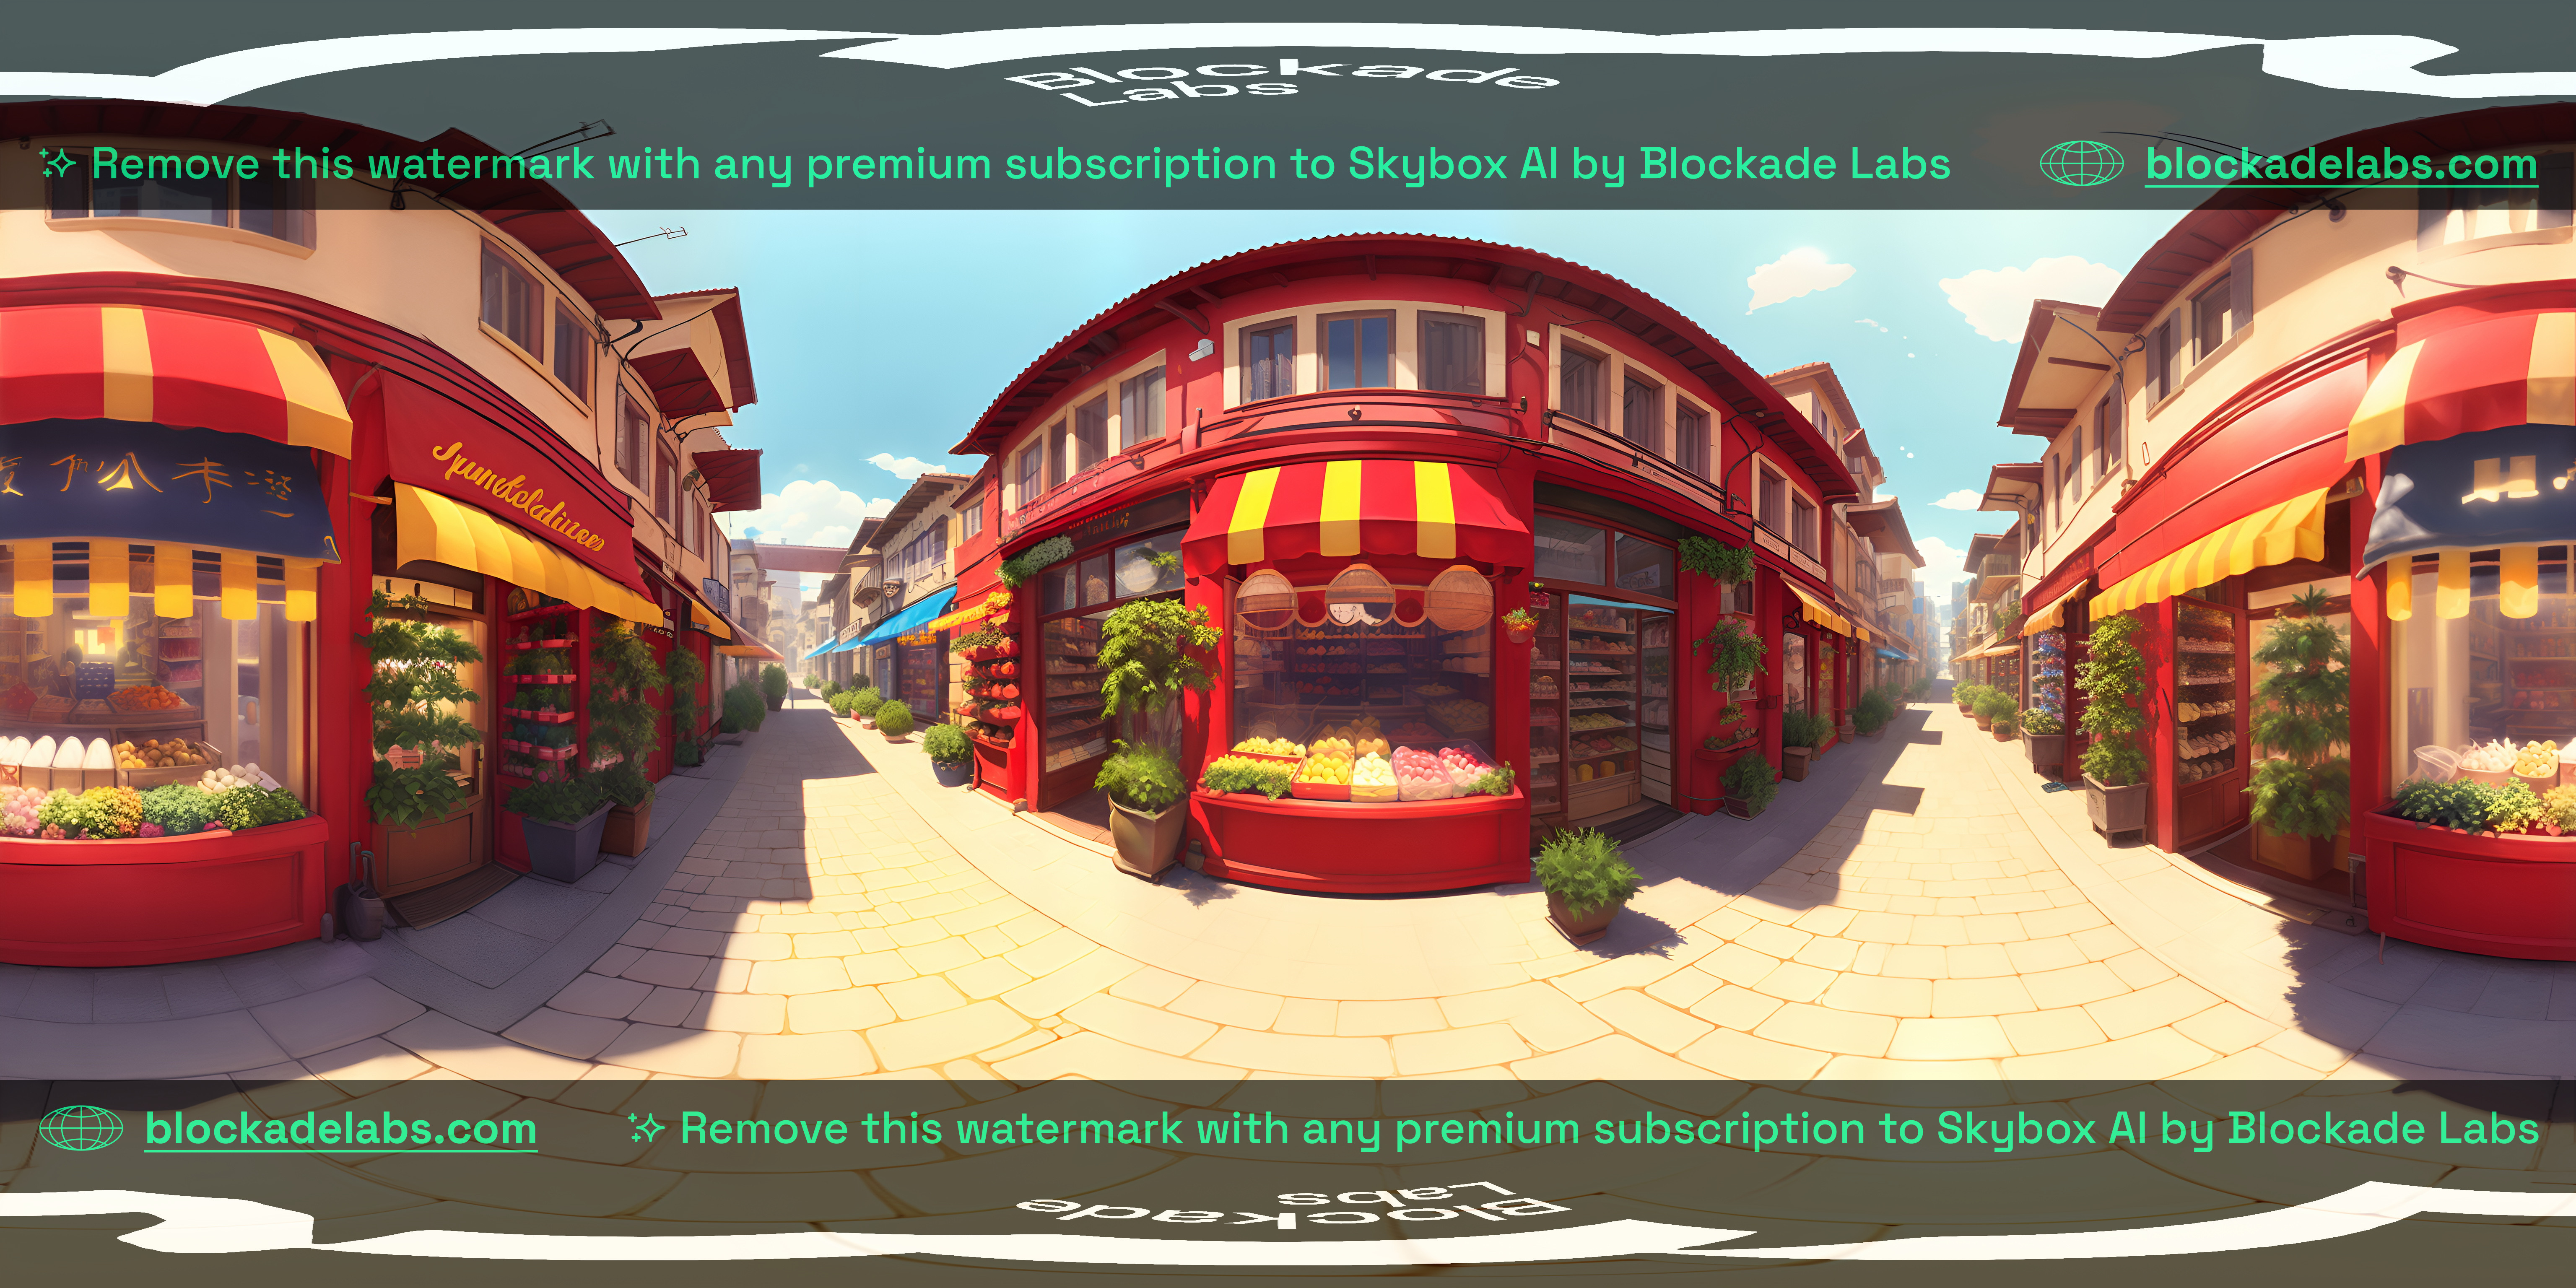 Blockade
Labs
Remove this watermark with any premium subscription to Skybox AI by Blockade Labs
blockadelabs.com
blockadelabs.com
Remove this watermark with any premium subscription to Skybox AI by Blockade Labs
Blockade
Labs